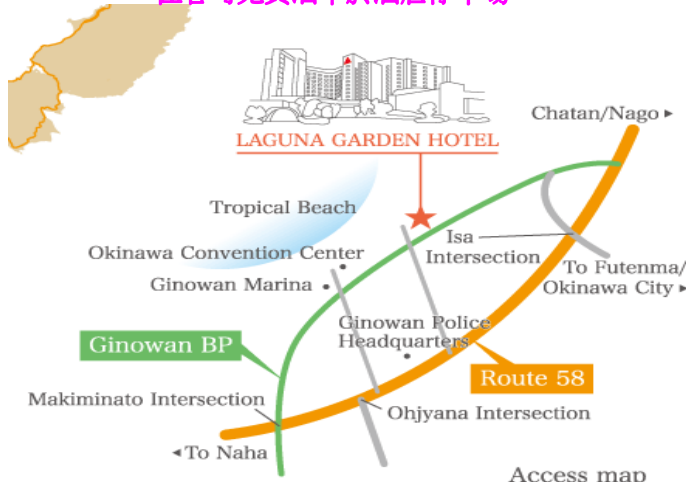 Chatan/Nago ▸
LAGUNA GARDEN HOTEL
Tropical Beach
Isa
Intersection
Okinawa Convention Center
Ginowan Marina
To Futenma/
Okinawa City ▸
Ginowan Police
Headquarters
Ginowan BP
Route 58
Makiminato Intersection
Ohjyana Intersection
◂To Naha
Access map